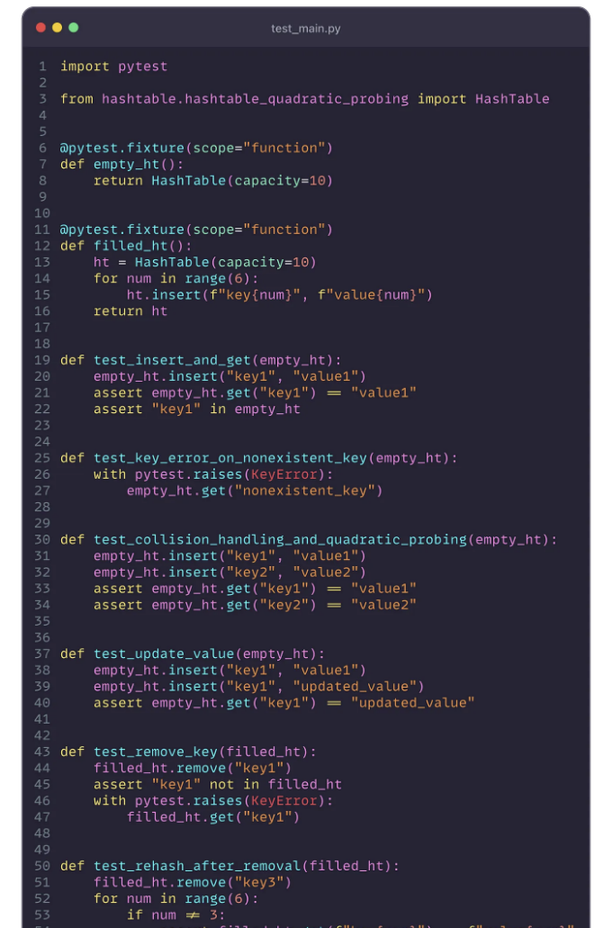 test_main.py
1 import pytest
2
3 from hashtable.hashtable_quadratic_probing import HashTable
4
5
6 @pytest.fixture(scope="function")
7 def empty_ht():
8     return HashTable(capacity=10)
9
10
11 @pytest.fixture(scope="function")
12 def filled_ht():
13     ht = HashTable(capacity=10)
14     for num in range(6):
15         ht.insert(f"key{num}", f"value{num}")
16     return ht
17
18
19 def test_insert_and_get(empty_ht):
20     empty_ht.insert("key1", "value1")
21     assert empty_ht.get("key1") == "value1"
22     assert "key1" in empty_ht
23
24
25 def test_key_error_on_nonexistent_key(empty_ht):
26     with pytest.raises(KeyError):
27         empty_ht.get("nonexistent_key")
28
29
30 def test_collision_handling_and_quadratic_probing(empty_ht):
31     empty_ht.insert("key1", "value1")
32     empty_ht.insert("key2", "value2")
33     assert empty_ht.get("key1") == "value1"
34     assert empty_ht.get("key2") == "value2"
35
36
37 def test_update_value(empty_ht):
38     empty_ht.insert("key1", "value1")
39     empty_ht.insert("key1", "updated_value")
40     assert empty_ht.get("key1") == "updated_value"
41
42
43 def test_remove_key(filled_ht):
44     filled_ht.remove("key1")
45     assert "key1" not in filled_ht
46     with pytest.raises(KeyError):
47         filled_ht.get("key1")
48
49
50 def test_rehash_after_removal(filled_ht):
51     filled_ht.remove("key3")
52     for num in range(6):
53         if num != 3: